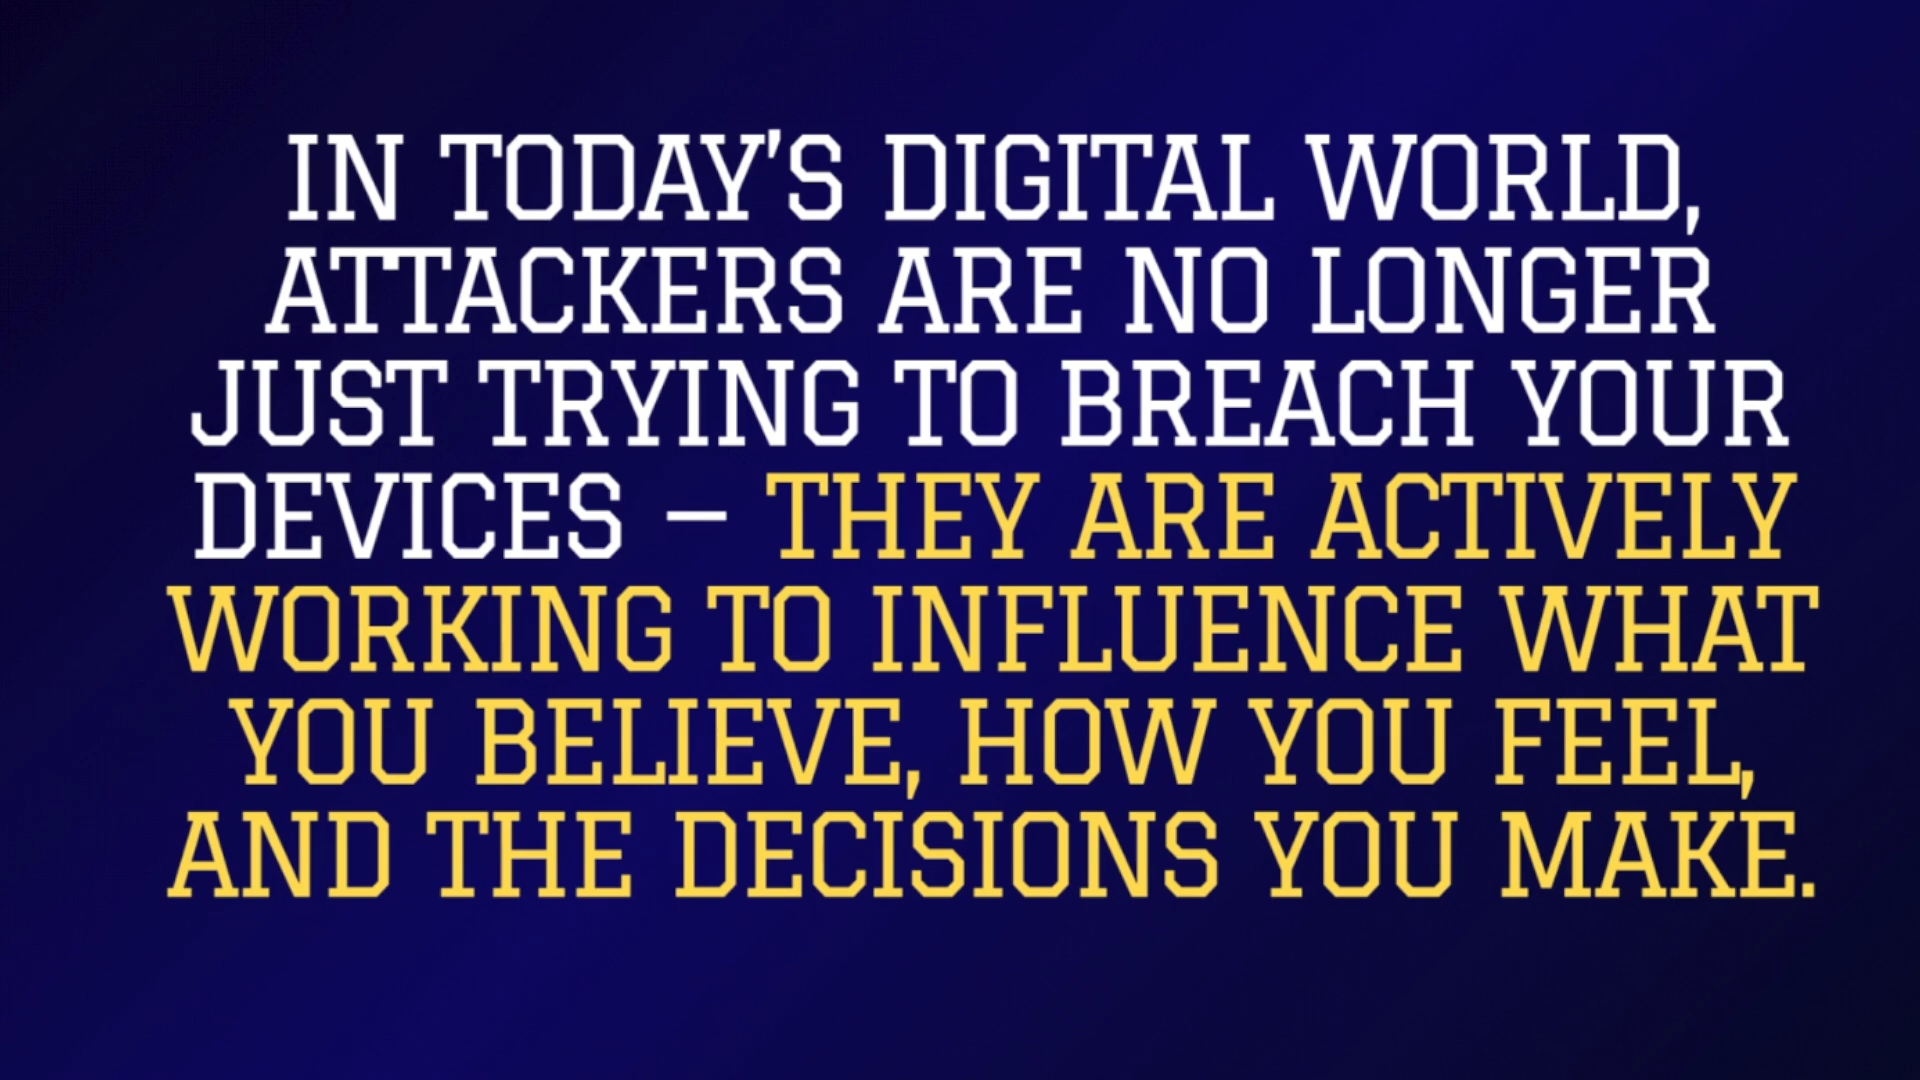 IN TODAY'S DIGITAL WORLD,
ATTACKERS ARE NO LONGER
JUST TRYING TO BREACH YOUR
DEVICES – THEY ARE ACTIVELY
WORKING TO INFLUENCE WHAT
YOU BELIEVE, HOW YOU FEEL,
AND THE DECISIONS YOU MAKE.